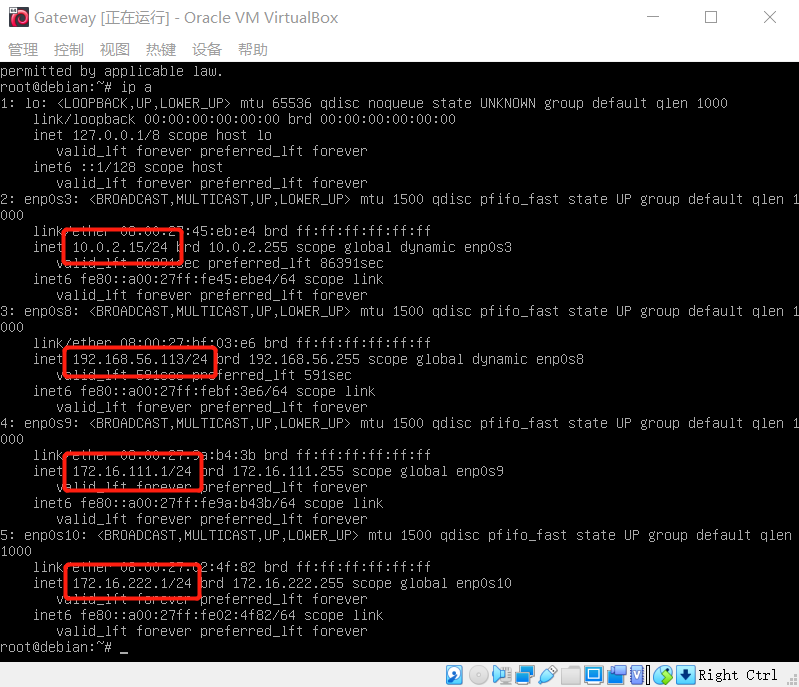 Gateway [正在运行] - Oracle VM VirtualBox
管理 控制 视图 热键 设备 帮助
permitted by applicable law.
root@debian:~# ip a
1: lo: <LOOPBACK,UP,LOWER_UP> mtu 65536 qdisc noqueue state UNKNOWN group default qlen 1000
link/loopback 00:00:00:00:00:00 brd 00:00:00:00:00:00
inet 127.0.0.1/8 scope host lo
valid_lft forever preferred_lft forever
inet6 ::1/128 scope host
valid_lft forever preferred_lft forever
2: enp0s3: <BROADCAST,MULTICAST,UP,LOWER_UP> mtu 1500 qdisc pfifo_fast state UP group default qlen 1
000
link/ether 08:00:27:45:eb:e4 brd ff:ff:ff:ff:ff:ff
inet 10.0.2.15/24 brd 10.0.2.255 scope global dynamic enp0s3
valid_lft 86391sec preferred_lft 86391sec
inet6 fe80::a00:27ff:fe45:ebe4/64 scope link
valid_lft forever preferred_lft forever
3: enp0s8: <BROADCAST,MULTICAST,UP,LOWER_UP> mtu 1500 qdisc pfifo_fast state UP group default qlen 1
000
link/ether 08:00:27:bf:03:e6 brd ff:ff:ff:ff:ff:ff
inet 192.168.56.113/24 brd 192.168.56.255 scope global dynamic enp0s8
valid_lft 591sec preferred_lft 591sec
inet6 fe80::a00:27ff:febf:3e6/64 scope link
valid_lft forever preferred_lft forever
4: enp0s9: <BROADCAST,MULTICAST,UP,LOWER_UP> mtu 1500 qdisc pfifo_fast state UP group default qlen 1
000
link/ether 08:00:27:9a:b4:3b brd ff:ff:ff:ff:ff:ff
inet 172.16.111.1/24 brd 172.16.111.255 scope global enp0s9
valid_lft forever preferred_lft forever
inet6 fe80::a00:27ff:fe9a:b43b/64 scope link
valid_lft forever preferred_lft forever
5: enp0s10: <BROADCAST,MULTICAST,UP,LOWER_UP> mtu 1500 qdisc pfifo_fast state UP group default qlen
1000
link/ether 08:00:27:02:4f:82 brd ff:ff:ff:ff:ff:ff
inet 172.16.222.1/24 brd 172.16.222.255 scope global enp0s10
valid_lft forever preferred_lft forever
inet6 fe80::a00:27ff:fe02:4f82/64 scope link
valid_lft forever preferred_lft forever
root@debian:~# _
Right Ctrl